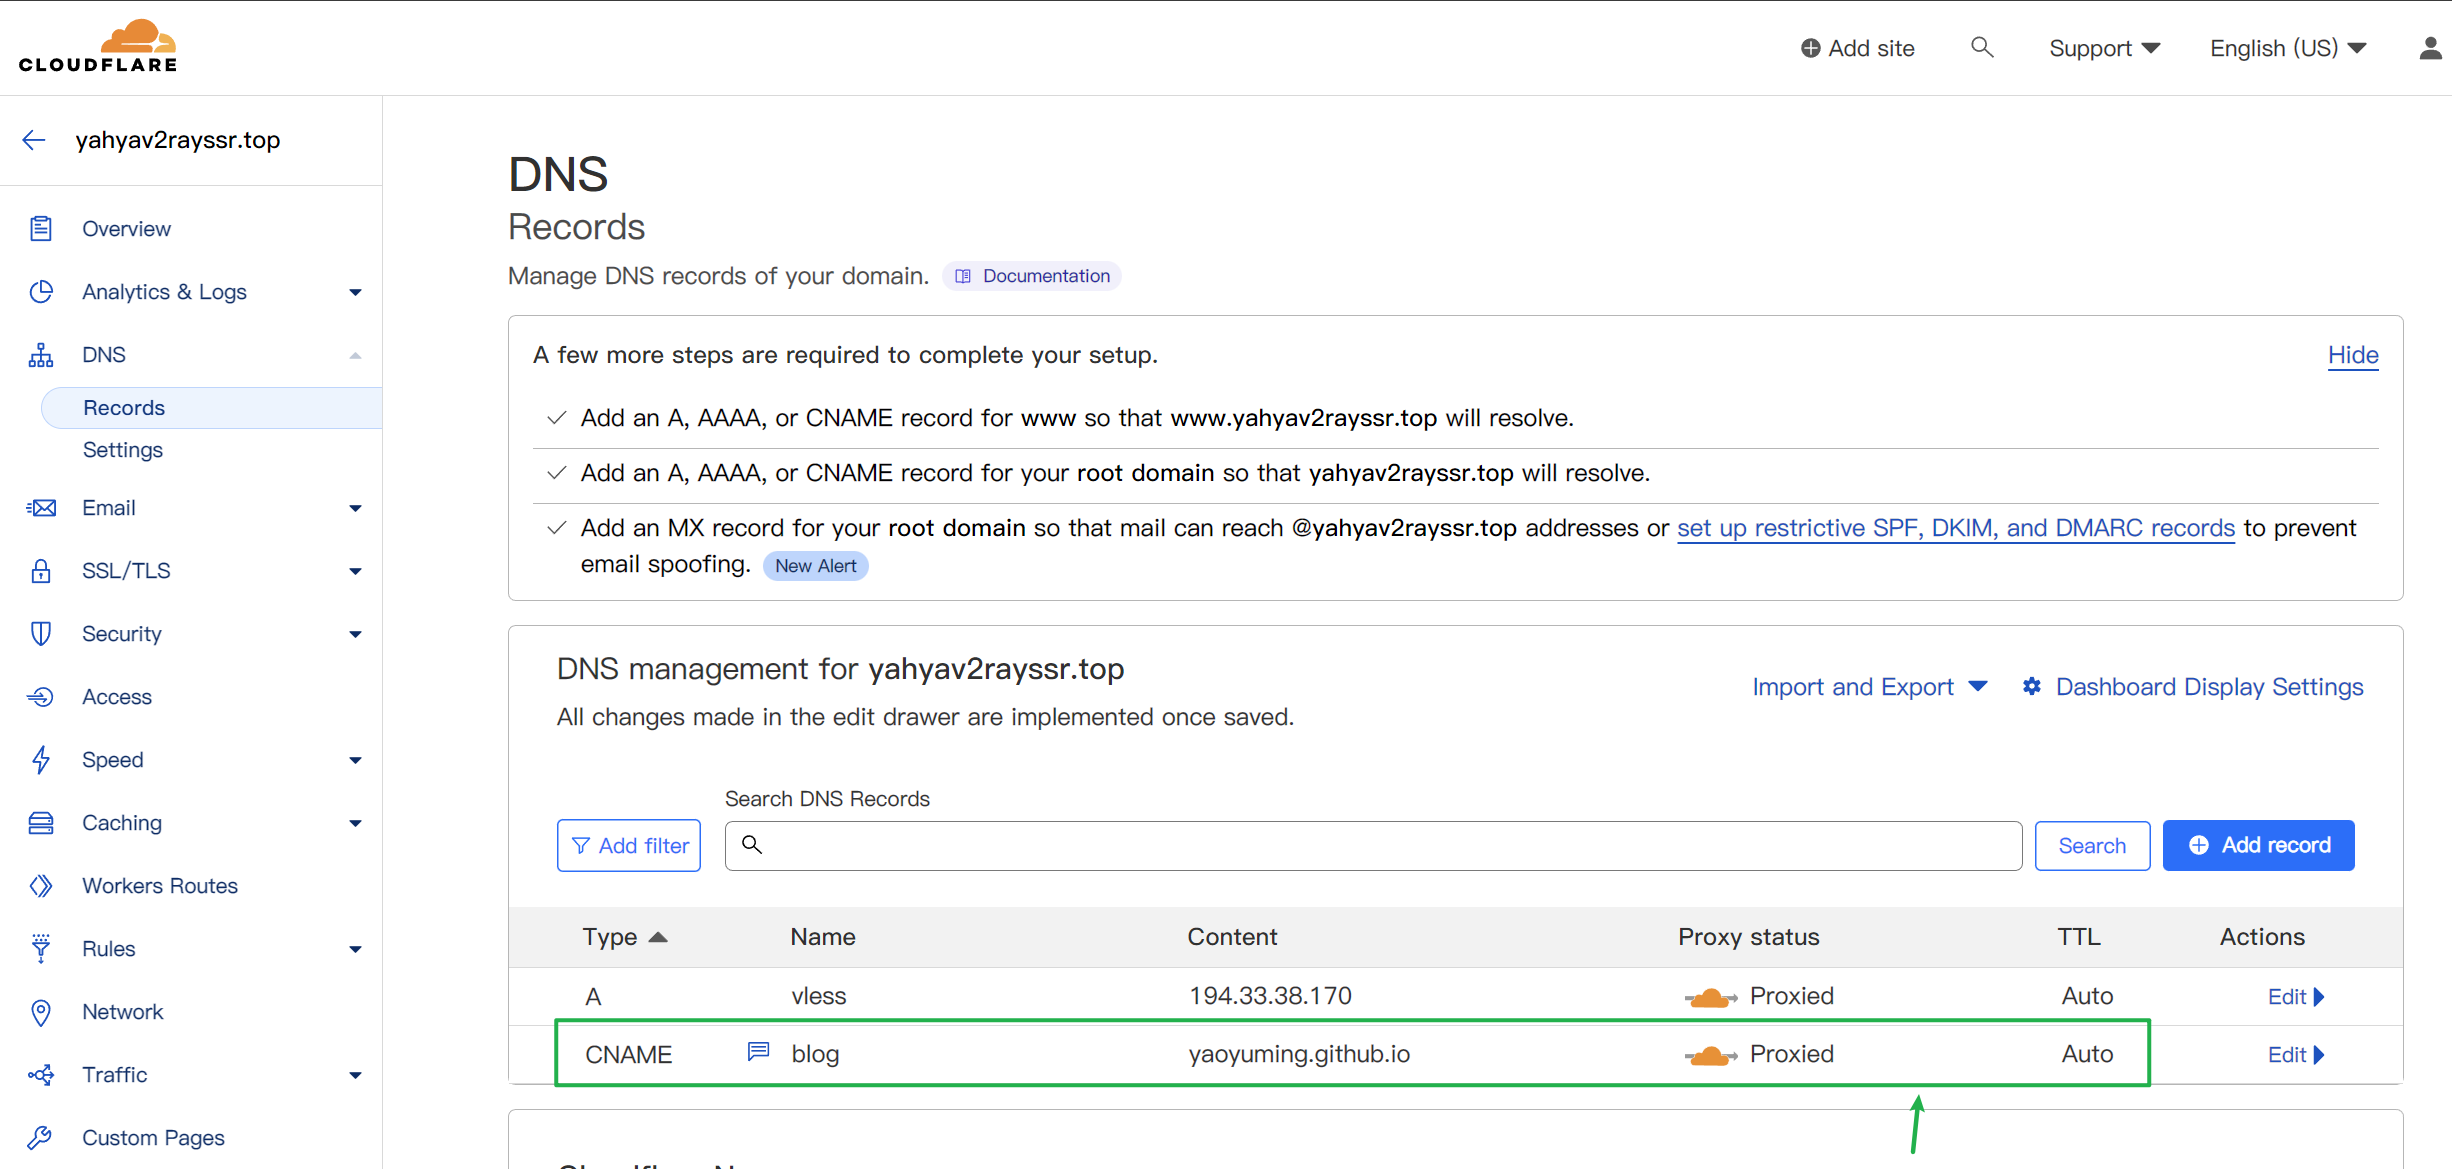 CLOUDFLARE
Add site
Support
English (US)
yahyav2rayssr.top
Overview
Analytics & Logs
DNS
Records
Settings
Email
SSL/TLS
Security
Access
Speed
Caching
Workers Routes
Rules
Network
Traffic
Custom Pages
DNS
Records
Manage DNS records of your domain. Documentation
A few more steps are required to complete your setup. Hide
Add an A, AAAA, or CNAME record for www so that www.yahyav2rayssr.top will resolve.
Add an A, AAAA, or CNAME record for your root domain so that yahyav2rayssr.top will resolve.
Add an MX record for your root domain so that mail can reach @yahyav2rayssr.top addresses or set up restrictive SPF, DKIM, and DMARC records to prevent
email spoofing. New Alert
DNS management for yahyav2rayssr.top
Import and Export Dashboard Display Settings
All changes made in the edit drawer are implemented once saved.
Search DNS Records
Add filter Search Add record
Type Name Content Proxy status TTL Actions
A vless 194.33.38.170 Proxied Auto Edit
CNAME blog yaoyuming.github.io Proxied Auto Edit